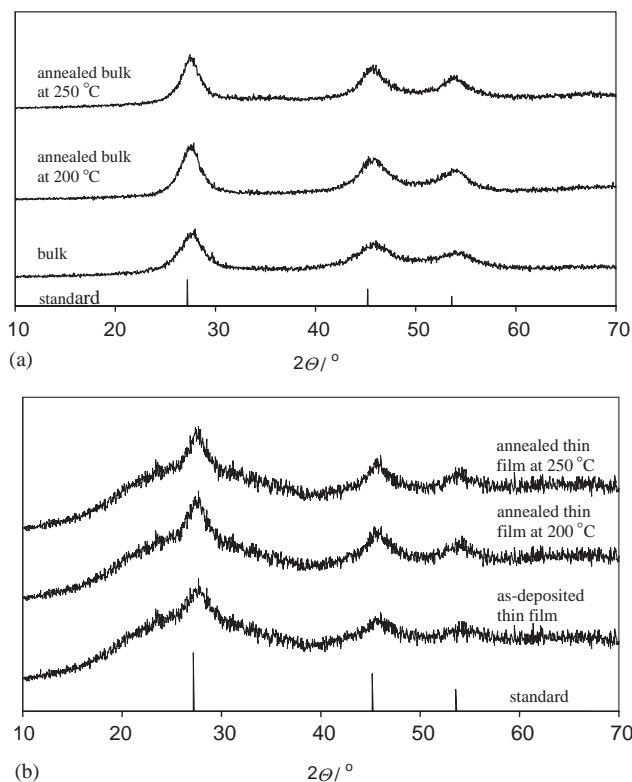 annealed bulk
at 250 °C
annealed bulk
at 200 °C
bulk
standard
10 20 30 40 50 60 70
(a)
2Θ/ °
annealed thin
film at 250 °C
annealed thin
film at 200 °C
as-deposited
thin film
standard
10 20 30 40 50 60 70
(b)
2Θ/ °